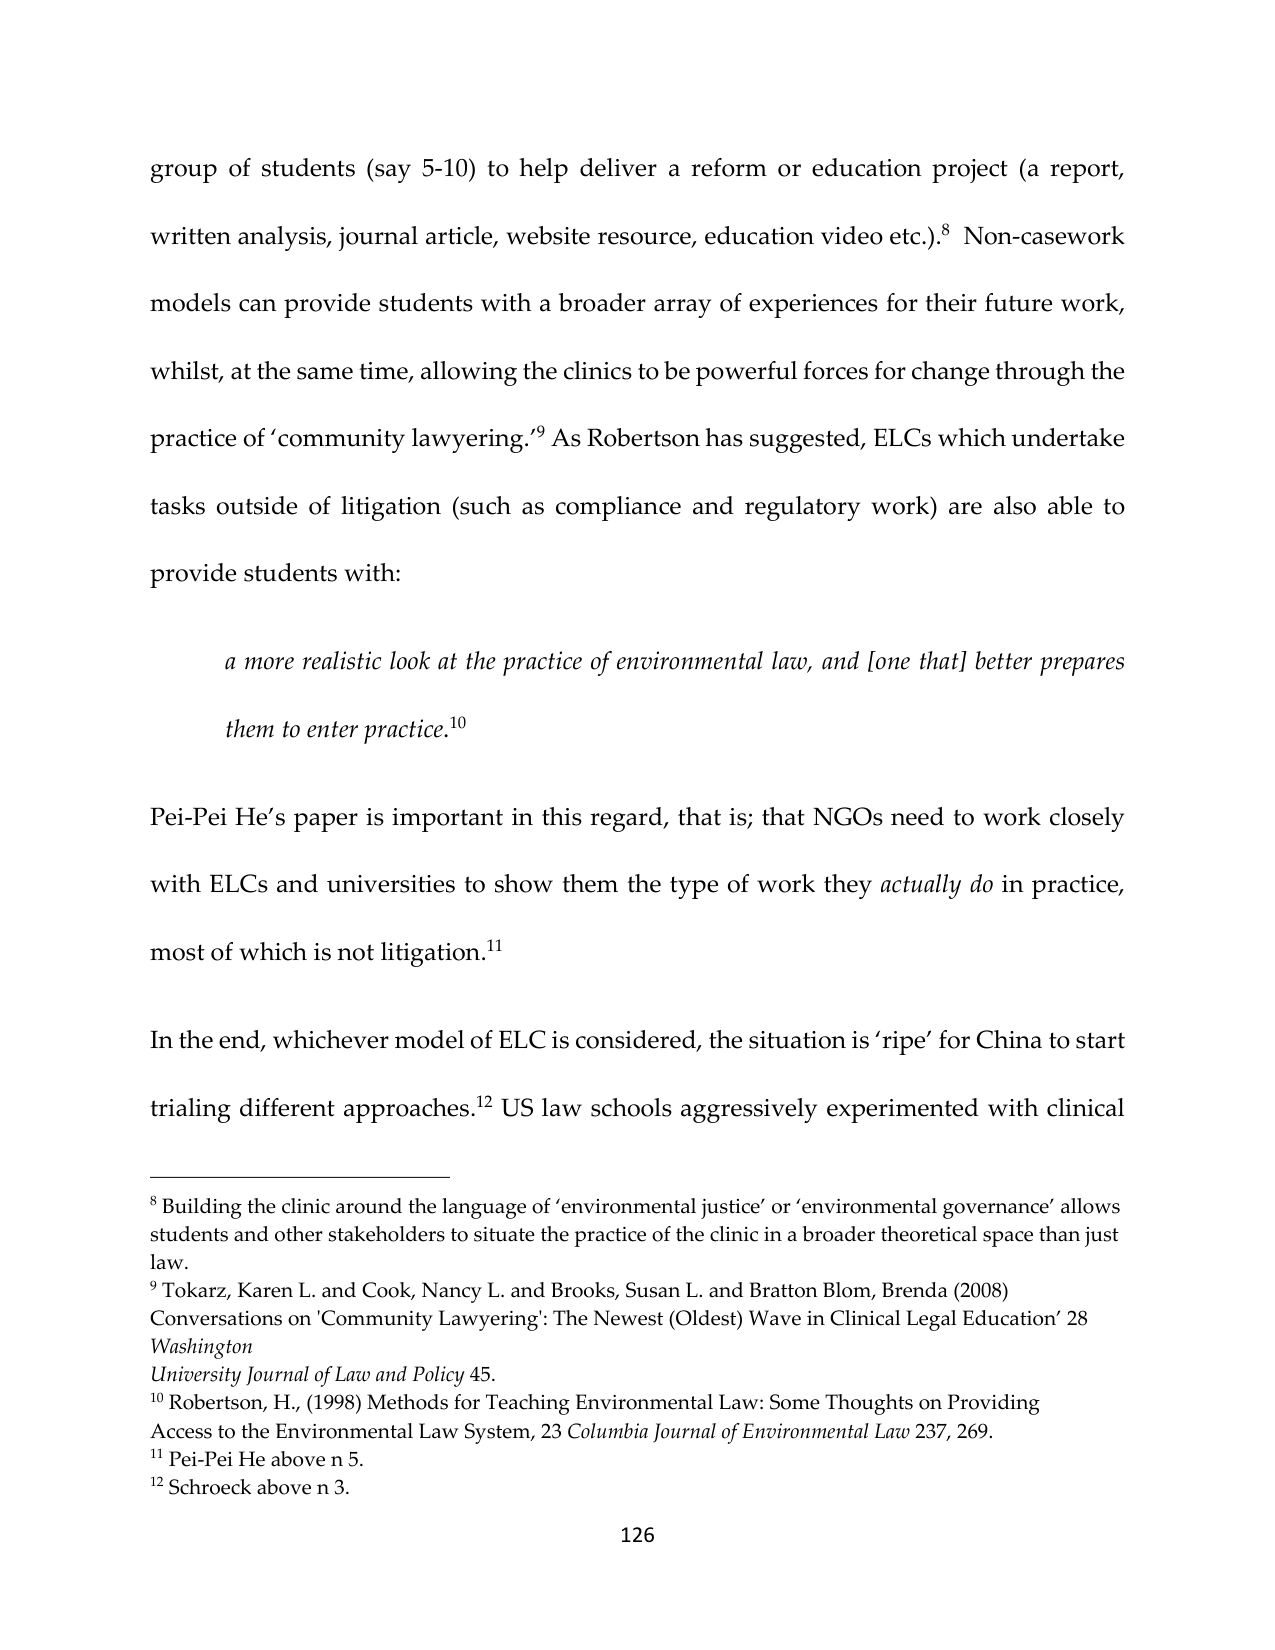 group of students (say 5-10) to help deliver a reform or education project (a report,
written analysis, journal article, website resource, education video etc.).8 Non-casework
models can provide students with a broader array of experiences for their future work,
whilst, at the same time, allowing the clinics to be powerful forces for change through the
practice of ‘community lawyering.’9 As Robertson has suggested, ELCs which undertake
tasks outside of litigation (such as compliance and regulatory work) are also able to
provide students with:
a more realistic look at the practice of environmental law, and [one that] better prepares
them to enter practice.10
Pei-Pei He’s paper is important in this regard, that is; that NGOs need to work closely
with ELCs and universities to show them the type of work they actually do in practice,
most of which is not litigation.11
In the end, whichever model of ELC is considered, the situation is ‘ripe’ for China to start
trialing different approaches.12 US law schools aggressively experimented with clinical
8 Building the clinic around the language of ‘environmental justice’ or ‘environmental governance’ allows
students and other stakeholders to situate the practice of the clinic in a broader theoretical space than just
law.
9 Tokarz, Karen L. and Cook, Nancy L. and Brooks, Susan L. and Bratton Blom, Brenda (2008)
Conversations on 'Community Lawyering': The Newest (Oldest) Wave in Clinical Legal Education’ 28
Washington
University Journal of Law and Policy 45.
10 Robertson, H., (1998) Methods for Teaching Environmental Law: Some Thoughts on Providing
Access to the Environmental Law System, 23 Columbia Journal of Environmental Law 237, 269.
11 Pei-Pei He above n 5.
12 Schroeck above n 3.
126